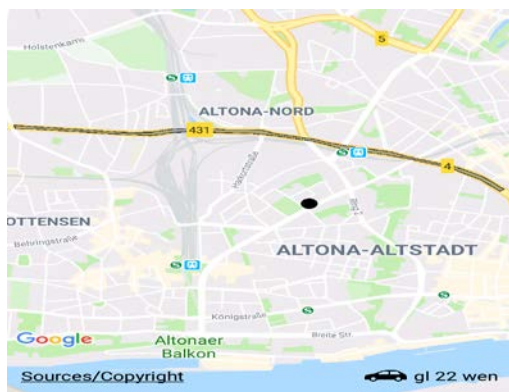 5
Holstenkamp
ALTONA-NORD
431
4
Harkortstraße
OTTENSEN
Behringstraße
ALTONA-ALTSTADT
Königstraße
Breite Str.
Google
Altonaer
Balkon
Sources/Copyright
gl 22 wen